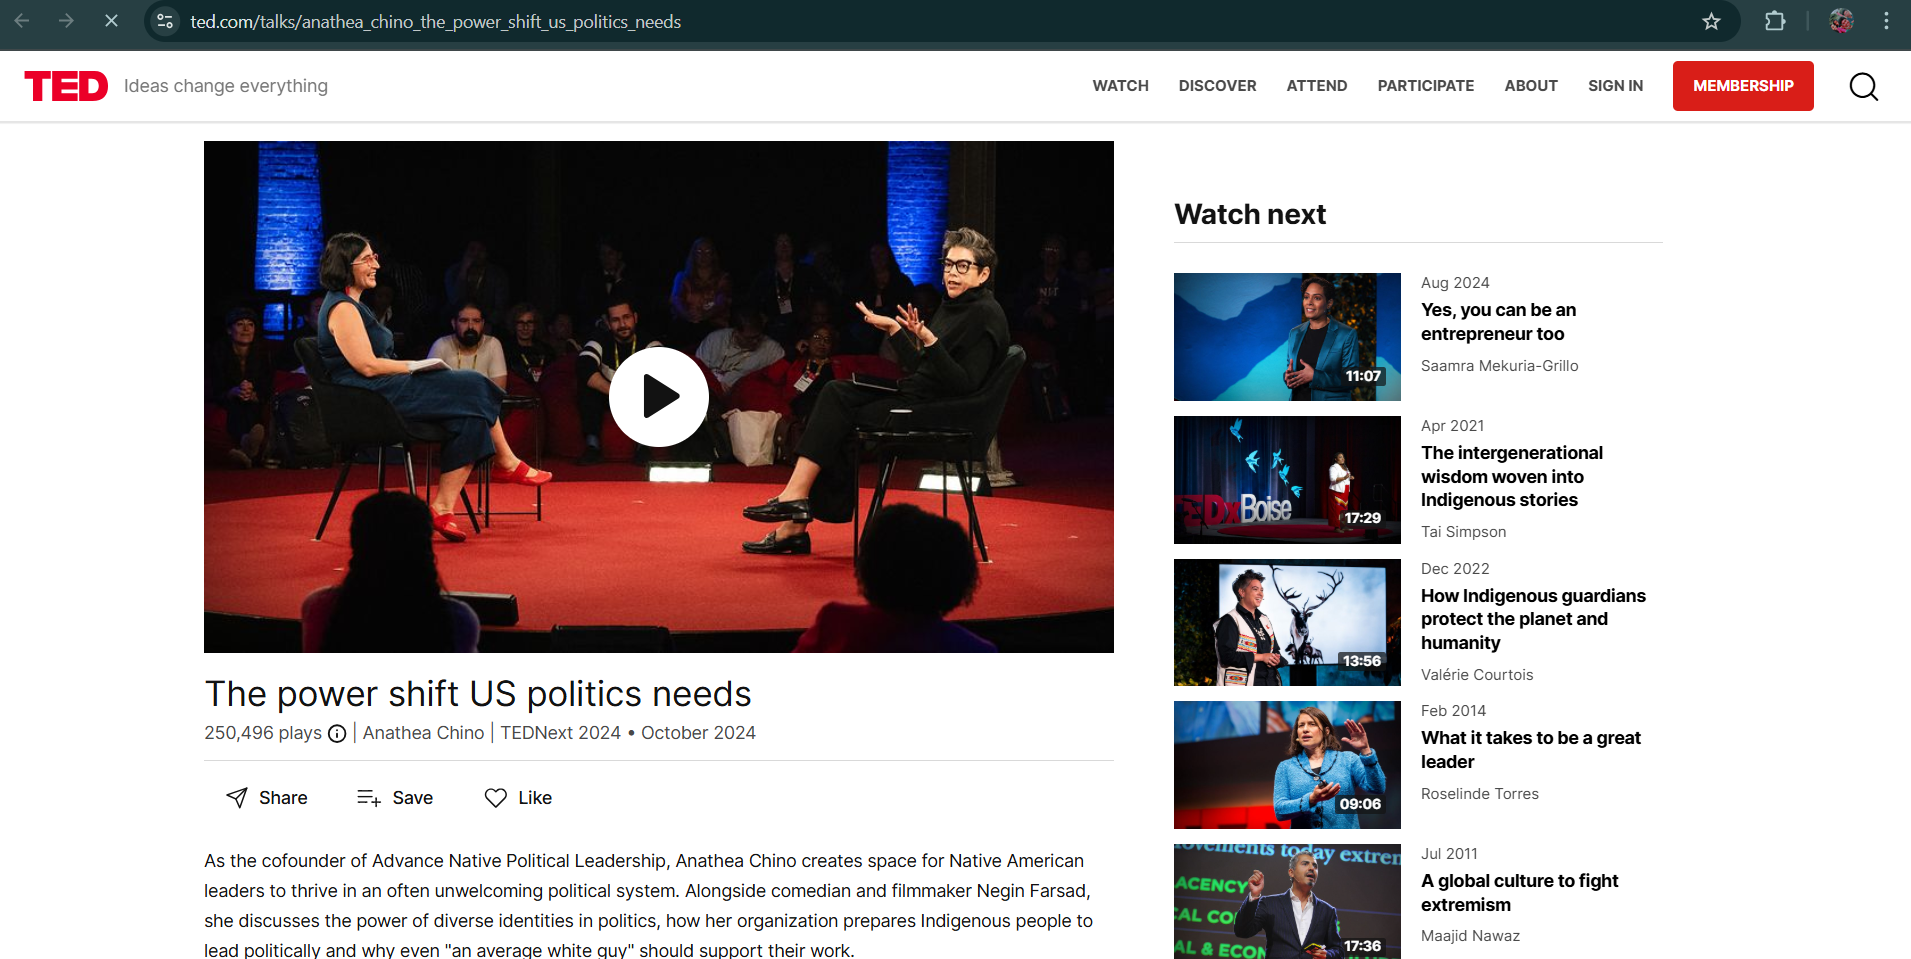 ted.com/talks/anathea_chino_the_power_shift_us_politics_needs
TED Ideas change everything
WATCH DISCOVER ATTEND PARTICIPATE ABOUT SIGN IN MEMBERSHIP
The power shift US politics needs
250,496 plays | Anathea Chino | TEDNext 2024 • October 2024
Share Save Like
As the cofounder of Advance Native Political Leadership, Anathea Chino creates space for Native American
leaders to thrive in an often unwelcoming political system. Alongside comedian and filmmaker Negin Farsad,
she discusses the power of diverse identities in politics, how her organization prepares Indigenous people to
lead politically and why even "an average white guy" should support their work.
Watch next
11:07
Aug 2024
Yes, you can be an
entrepreneur too
Saamra Mekuria-Grillo
TEDxBoise
17:29
Apr 2021
The intergenerational
wisdom woven into
Indigenous stories
Tai Simpson
13:56
Dec 2022
How Indigenous guardians
protect the planet and
humanity
Valérie Courtois
09:06
Feb 2014
What it takes to be a great
leader
Roselinde Torres
today extre
ACENCY
AL CO
AL & ECON
17:36
Jul 2011
A global culture to fight
extremism
Maajid Nawaz